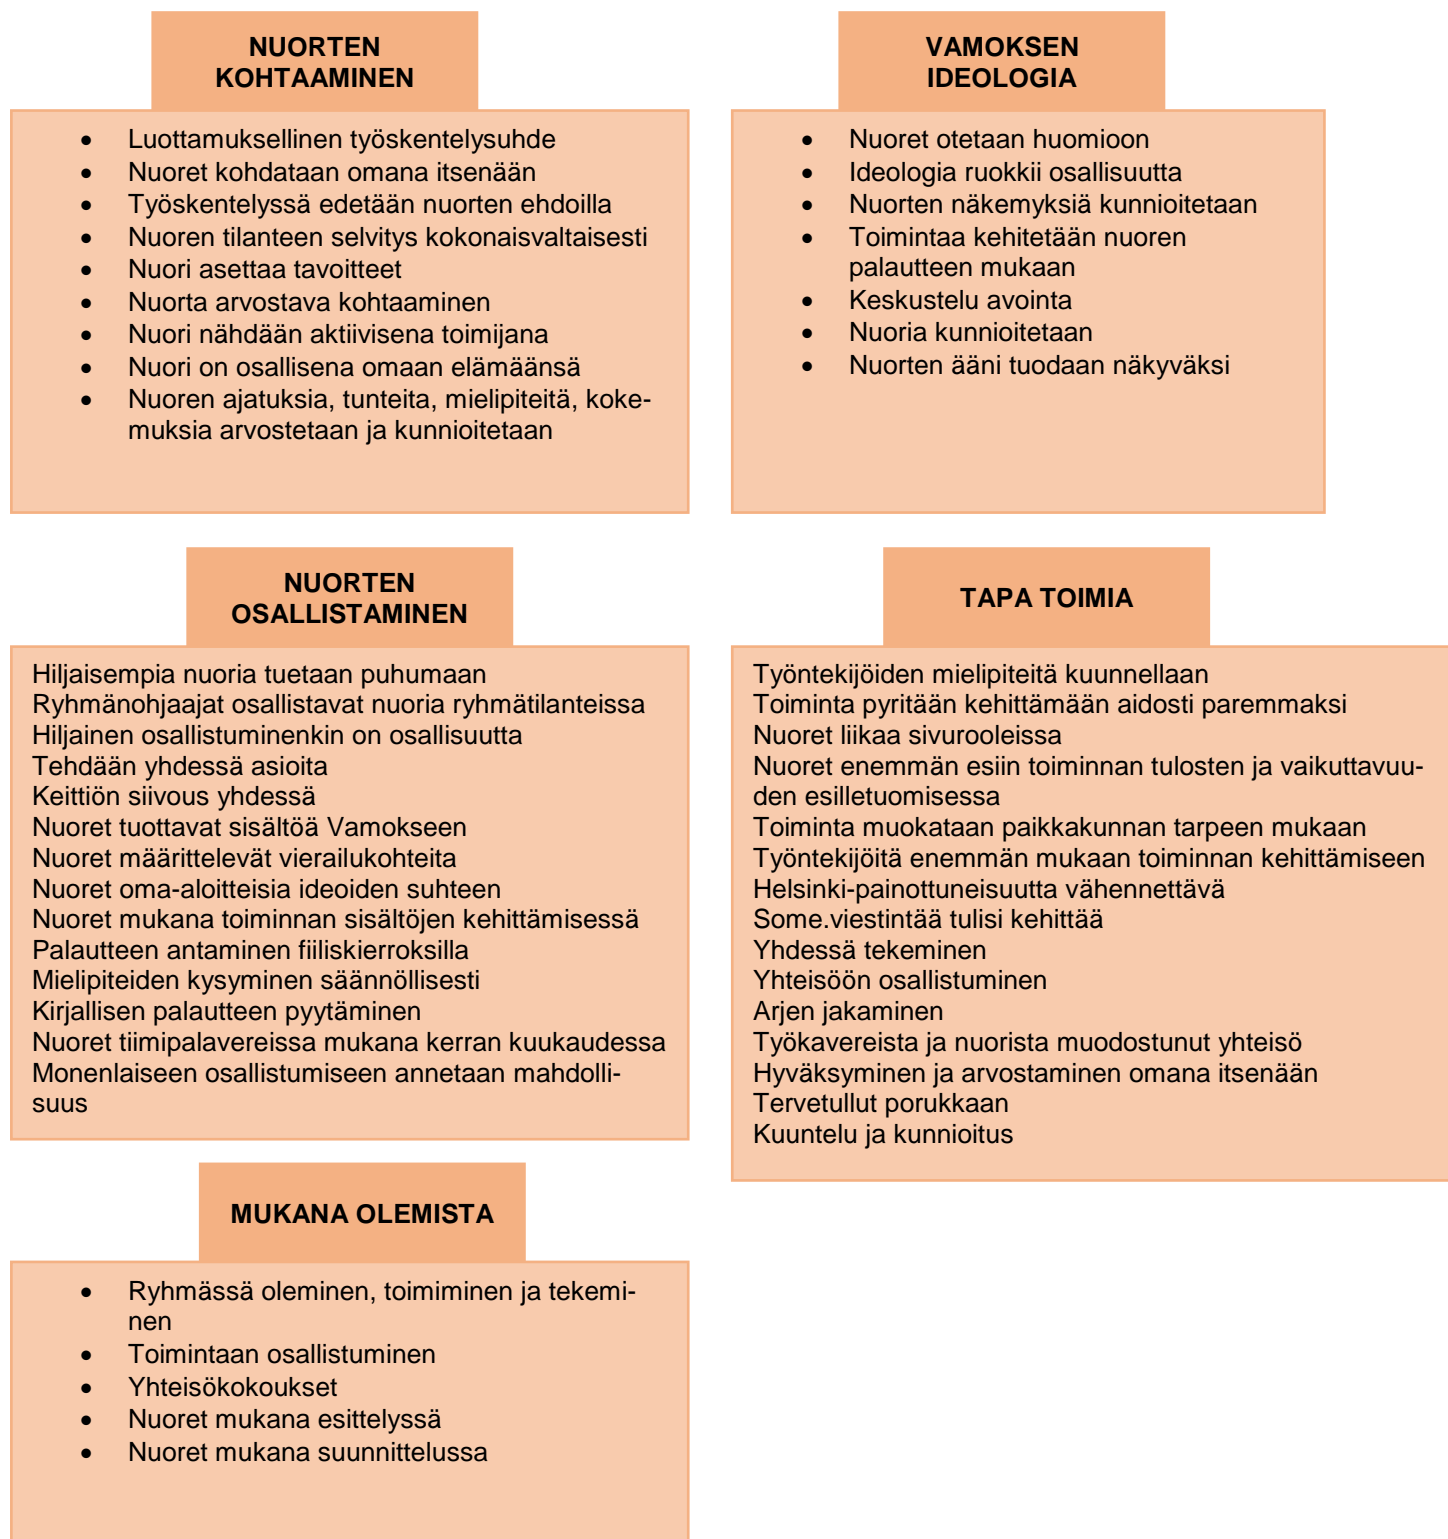 NUORTEN
KOHTAAMINEN
• Luottamuksellinen työskentelysuhde
• Nuoret kohdataan omana itsenään
• Työskentelyssä edetään nuorten ehdoilla
• Nuoren tilanteen selvitys kokonaisvaltaisesti
• Nuori asettaa tavoitteet
• Nuorta arvostava kohtaaminen
• Nuori nähdään aktiivisena toimijana
• Nuori on osallisena omaan elämäänsä
• Nuoren ajatuksia, tunteita, mielipiteitä, koke-
muksia arvostetaan ja kunnioitetaan
VAMOKSEN
IDEOLOGIA
• Nuoret otetaan huomioon
• Ideologia ruokkii osallisuutta
• Nuorten näkemyksiä kunnioitetaan
• Toimintaa kehitetään nuoren
palautteen mukaan
• Keskustelu avointa
• Nuoria kunnioitetaan
• Nuorten ääni tuodaan näkyväksi
NUORTEN
OSALLISTAMINEN
Hiljaisempia nuoria tuetaan puhumaan
Ryhmänohjaajat osallistavat nuoria ryhmätilanteissa
Hiljainen osallistuminenkin on osallisuutta
Tehdään yhdessä asioita
Keittiön siivous yhdessä
Nuoret tuottavat sisältöä Vamokseen
Nuoret määrittelevät vierailukohteita
Nuoret oma-aloitteisia ideoiden suhteen
Nuoret mukana toiminnan sisältöjen kehittämisessä
Palautteen antaminen fiiliskierroksilla
Mielipiteiden kysyminen säännöllisesti
Kirjallisen palautteen pyytäminen
Nuoret tiimipalavereissa mukana kerran kuukaudessa
Monenlaiseen osallistumiseen annetaan mahdolli-
suus
TAPA TOIMIA
Työntekijöiden mielipiteitä kuunnellaan
Toiminta pyritään kehittämään aidosti paremmaksi
Nuoret liikaa sivurooleissa
Nuoret enemmän esiin toiminnan tulosten ja vaikuttavuu-
den esilletuomisessa
Toiminta muokataan paikkakunnan tarpeen mukaan
Työntekijöitä enemmän mukaan toiminnan kehittämiseen
Helsinki-painottuneisuutta vähennettävä
Some.viestintää tulisi kehittää
Yhdessä tekeminen
Yhteisöön osallistuminen
Arjen jakaminen
Työkavereista ja nuorista muodostunut yhteisö
Hyväksyminen ja arvostaminen omana itsenään
Tervetullut porukkaan
Kuuntelu ja kunnioitus
MUKANA OLEMISTA
• Ryhmässä oleminen, toimiminen ja tekemi-
nen
• Toimintaan osallistuminen
• Yhteisökokoukset
• Nuoret mukana esittelyssä
• Nuoret mukana suunnittelussa